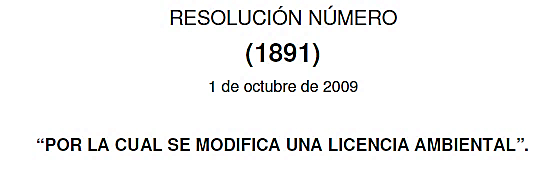 RESOLUCIÓN NÚMERO
(1891)
1 de octubre de 2009
“POR LA CUAL SE MODIFICA UNA LICENCIA AMBIENTAL”.